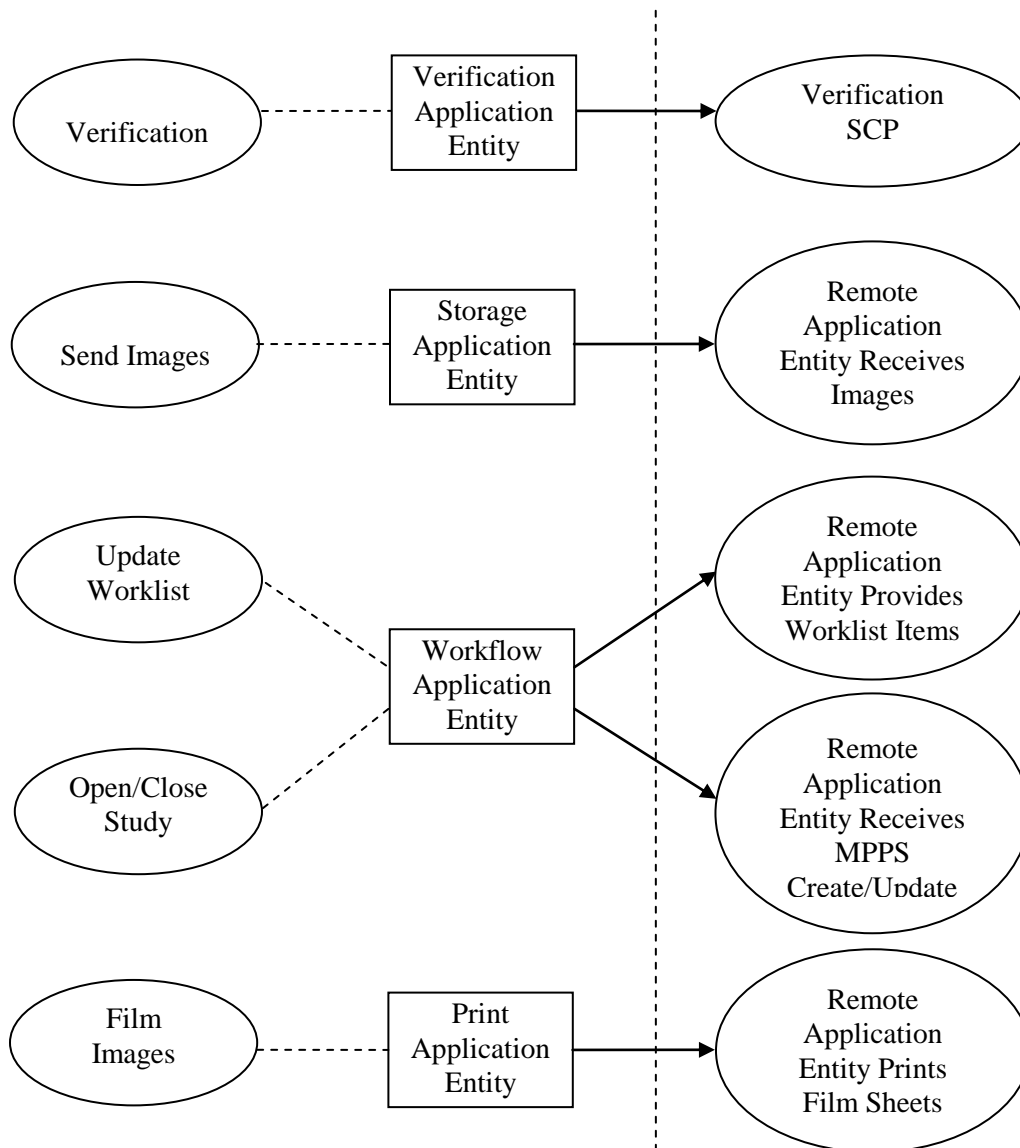 Verification
Verification
Application
Entity
Verification
SCP
Send Images
Storage
Application
Entity
Remote
Application
Entity Receives
Images
Update
Worklist
Open/Close
Study
Workflow
Application
Entity
Remote
Application
Entity Provides
Worklist Items
Remote
Application
Entity Receives
MPPS
Create/Update
Film
Images
Print
Application
Entity
Remote
Application
Entity Prints
Film Sheets